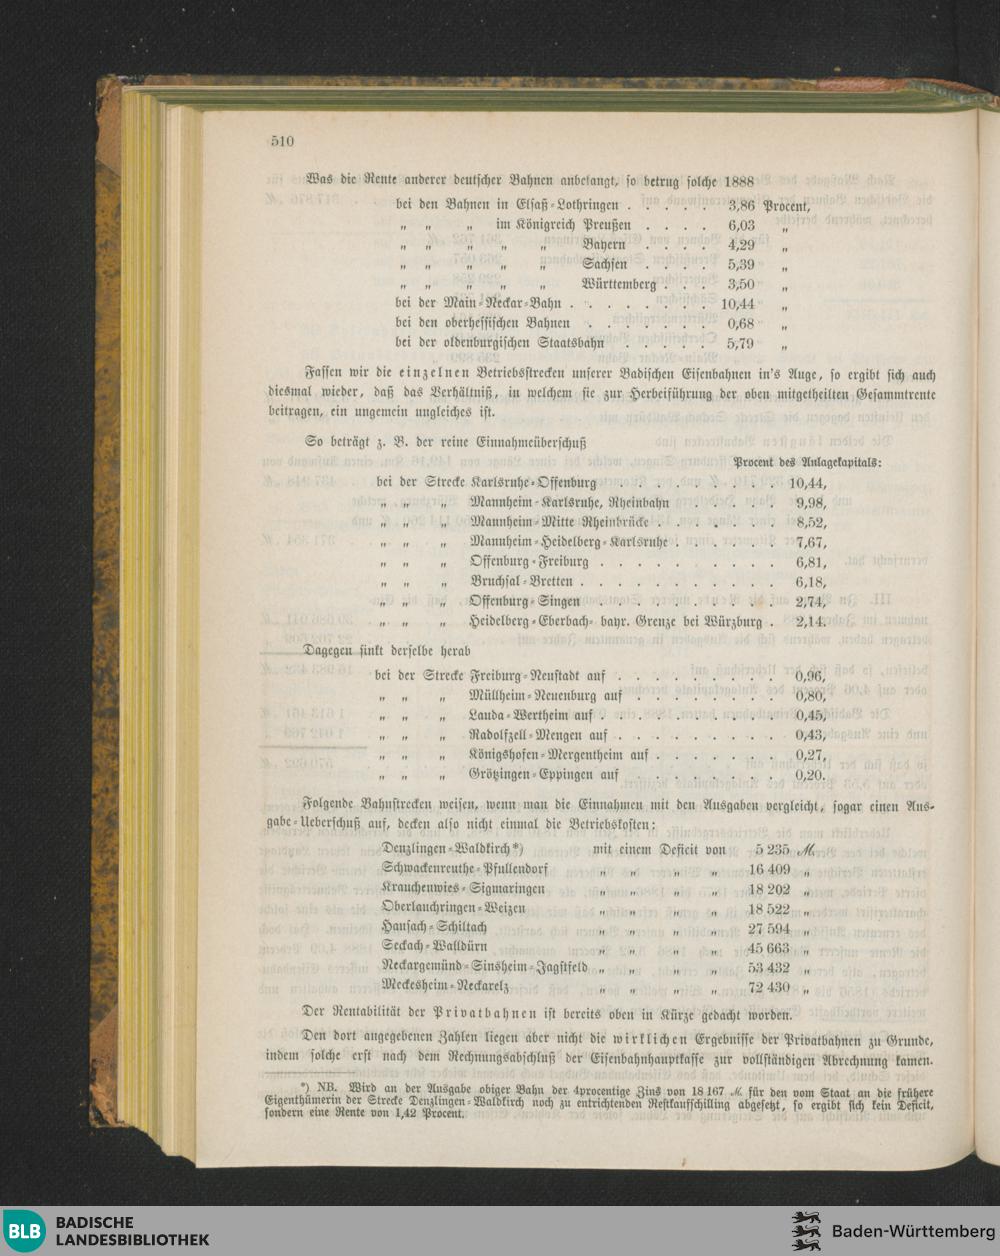 510
Was die Rente anderer deutscher Bahnen anbelangt, so betrug solche 1888
bei den Bahnen in Elsaß-Lothringen . . . . . 3,86 Procent,
„ „ „ im Königreich Preußen . . . . 6,03 „
„ „ „ „ „ Bayern . . . . 4,29 „
„ „ „ „ „ Sachsen . . . . 5,39 „
„ „ „ „ „ Württemberg . . . 3,50 „
bei der Main-Neckar-Bahn . . . . . . . . 10,44 „
bei den oberhessischen Bahnen . . . . . . . 0,68 „
bei der oldenburgischen Staatsbahn . . . . . 5,79 „
Fassen wir die einzelnen Betriebsstrecken unserer Badischen Eisenbahnen in's Auge, so ergibt sich auch
diesmal wieder, daß das Verhältniß, in welchem sie zur Herbeiführung der oben mitgetheilten Gesammtrente
beitragen, ein ungemein ungleiches ist.
So beträgt z. B. der reine Einnahmeüberschuß
Procent des Anlagekapitals:
bei der Strecke Karlsruhe-Offenburg . . . . . . . . . 10,44,
„ „ „ Mannheim-Karlsruhe, Rheinbahn . . . . . 9,98,
„ „ „ Mannheim-Mitte Rheinbrücke . . . . . . . 8,52,
„ „ „ Mannheim-Heidelberg-Karlsruhe . . . . . . 7,67,
„ „ „ Offenburg-Freiburg . . . . . . . . . . 6,81,
„ „ „ Bruchsal-Bretten . . . . . . . . . . . 6,18,
„ „ „ Offenburg-Singen . . . . . . . . . . 2,74,
„ „ „ Heidelberg-Eberbach-bayr. Grenze bei Würzburg . 2,14.
Dagegen sinkt derselbe herab
bei der Strecke Freiburg-Neustadt auf . . . . . . . . . 0,96,
„ „ „ Müllheim-Neuenburg auf . . . . . . . . 0,80,
„ „ „ Lauda-Wertheim auf . . . . . . . . . . 0,45,
„ „ „ Radolfzell-Mengen auf . . . . . . . . . 0,43,
„ „ „ Königshofen-Mergentheim auf . . . . . . . 0,27,
„ „ „ Grötzingen-Eppingen auf . . . . . . . . 0,20.
Folgende Bahnstrecken weisen, wenn man die Einnahmen mit den Ausgaben vergleicht, sogar einen Aus-
gabe-Ueberschuß auf, decken also nicht einmal die Betriebskosten:
Denzlingen-Waldkirch*) mit einem Deficit von 5 235 ℳ.
Schwackenreuthe-Pfullendorf „ „ „ „ 16 409 „
Krauchenwies-Sigmaringen „ „ „ „ 18 202 „
Oberlauchringen-Weizen „ „ „ „ 18 522 „
Hausach-Schiltach „ „ „ „ 27 594 „
Seckach-Walldürn „ „ „ „ 45 663 „
Neckargemünd-Sinsheim-Jagstfeld „ „ 53 432 „
Meckesheim-Neckarelz „ „ „ „ 72 430 „
Der Rentabilität der Privatbahnen ist bereits oben in Kürze gedacht worden.
Den dort angegebenen Zahlen liegen aber nicht die wirklichen Ergebnisse der Privatbahnen zu Grunde,
indem solche erst nach dem Rechnungsabschluß der Eisenbahnhauptkasse zur vollständigen Abrechnung kamen.
*) NB. Wird an der Ausgabe obiger Bahn der 4procentige Zins von 18 167 ℳ. für den vom Staat an die frühere
Eigenthümerin der Strecke Denzlingen-Waldkirch noch zu entrichtenden Restkaufschilling abgesetzt, so ergibt sich kein Deficit,
sondern eine Rente von 1,42 Procent.
BLB
BADISCHE
LANDESBIBLIOTHEK
Baden-Württemberg